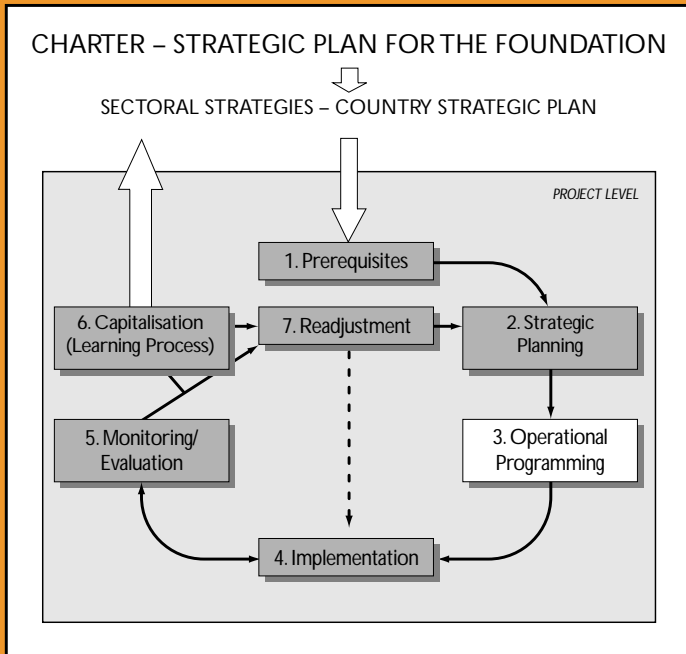 CHARTER – STRATEGIC PLAN FOR THE FOUNDATION
SECTORAL STRATEGIES – COUNTRY STRATEGIC PLAN
PROJECT LEVEL
1. Prerequisites
6. Capitalisation
(Learning Process)
7. Readjustment
2. Strategic
Planning
5. Monitoring/
Evaluation
3. Operational
Programming
4. Implementation